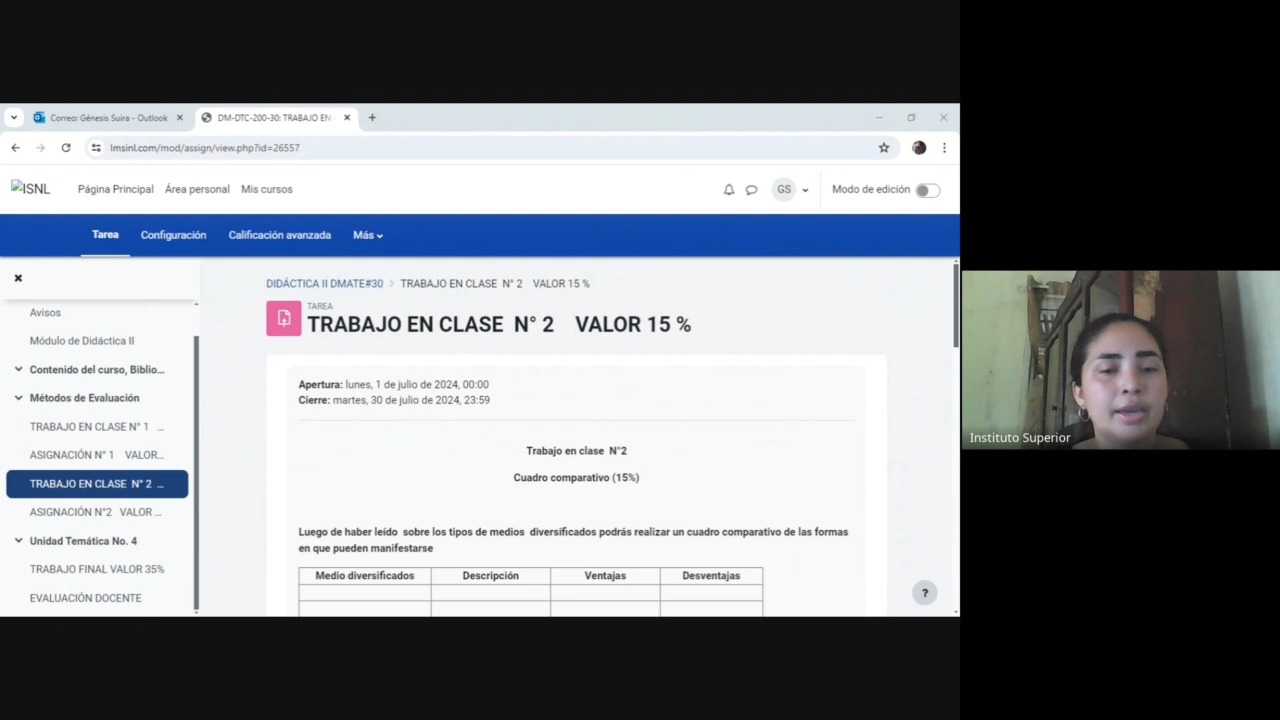 Correo: Génesis Suira - Outlook
DM-DTC-200-30: TRABAJO EN
lmsinl.com/mod/assign/view.php?id=26557
ISNL
Página Principal Área personal Mis cursos
GS
Modo de edición
Tarea Configuración Calificación avanzada Más
Avisos
Módulo de Didáctica II
Contenido del curso, Biblio...
Métodos de Evaluación
TRABAJO EN CLASE N° 1 ...
ASIGNACIÓN N° 1 VALOR...
TRABAJO EN CLASE N° 2 ...
ASIGNACIÓN N°2 VALOR ...
Unidad Temática No. 4
TRABAJO FINAL VALOR 35%
EVALUACIÓN DOCENTE
DIDÁCTICA II DMATE#30 > TRABAJO EN CLASE N° 2 VALOR 15 %
TAREA
TRABAJO EN CLASE N° 2 VALOR 15 %
Apertura: lunes, 1 de julio de 2024, 00:00
Cierre: martes, 30 de julio de 2024, 23:59
Trabajo en clase N°2
Cuadro comparativo (15%)
Luego de haber leído sobre los tipos de medios diversificados podrás realizar un cuadro comparativo de las formas
en que pueden manifestarse
Medio diversificados Descripción Ventajas Desventajas
?
Instituto Superior